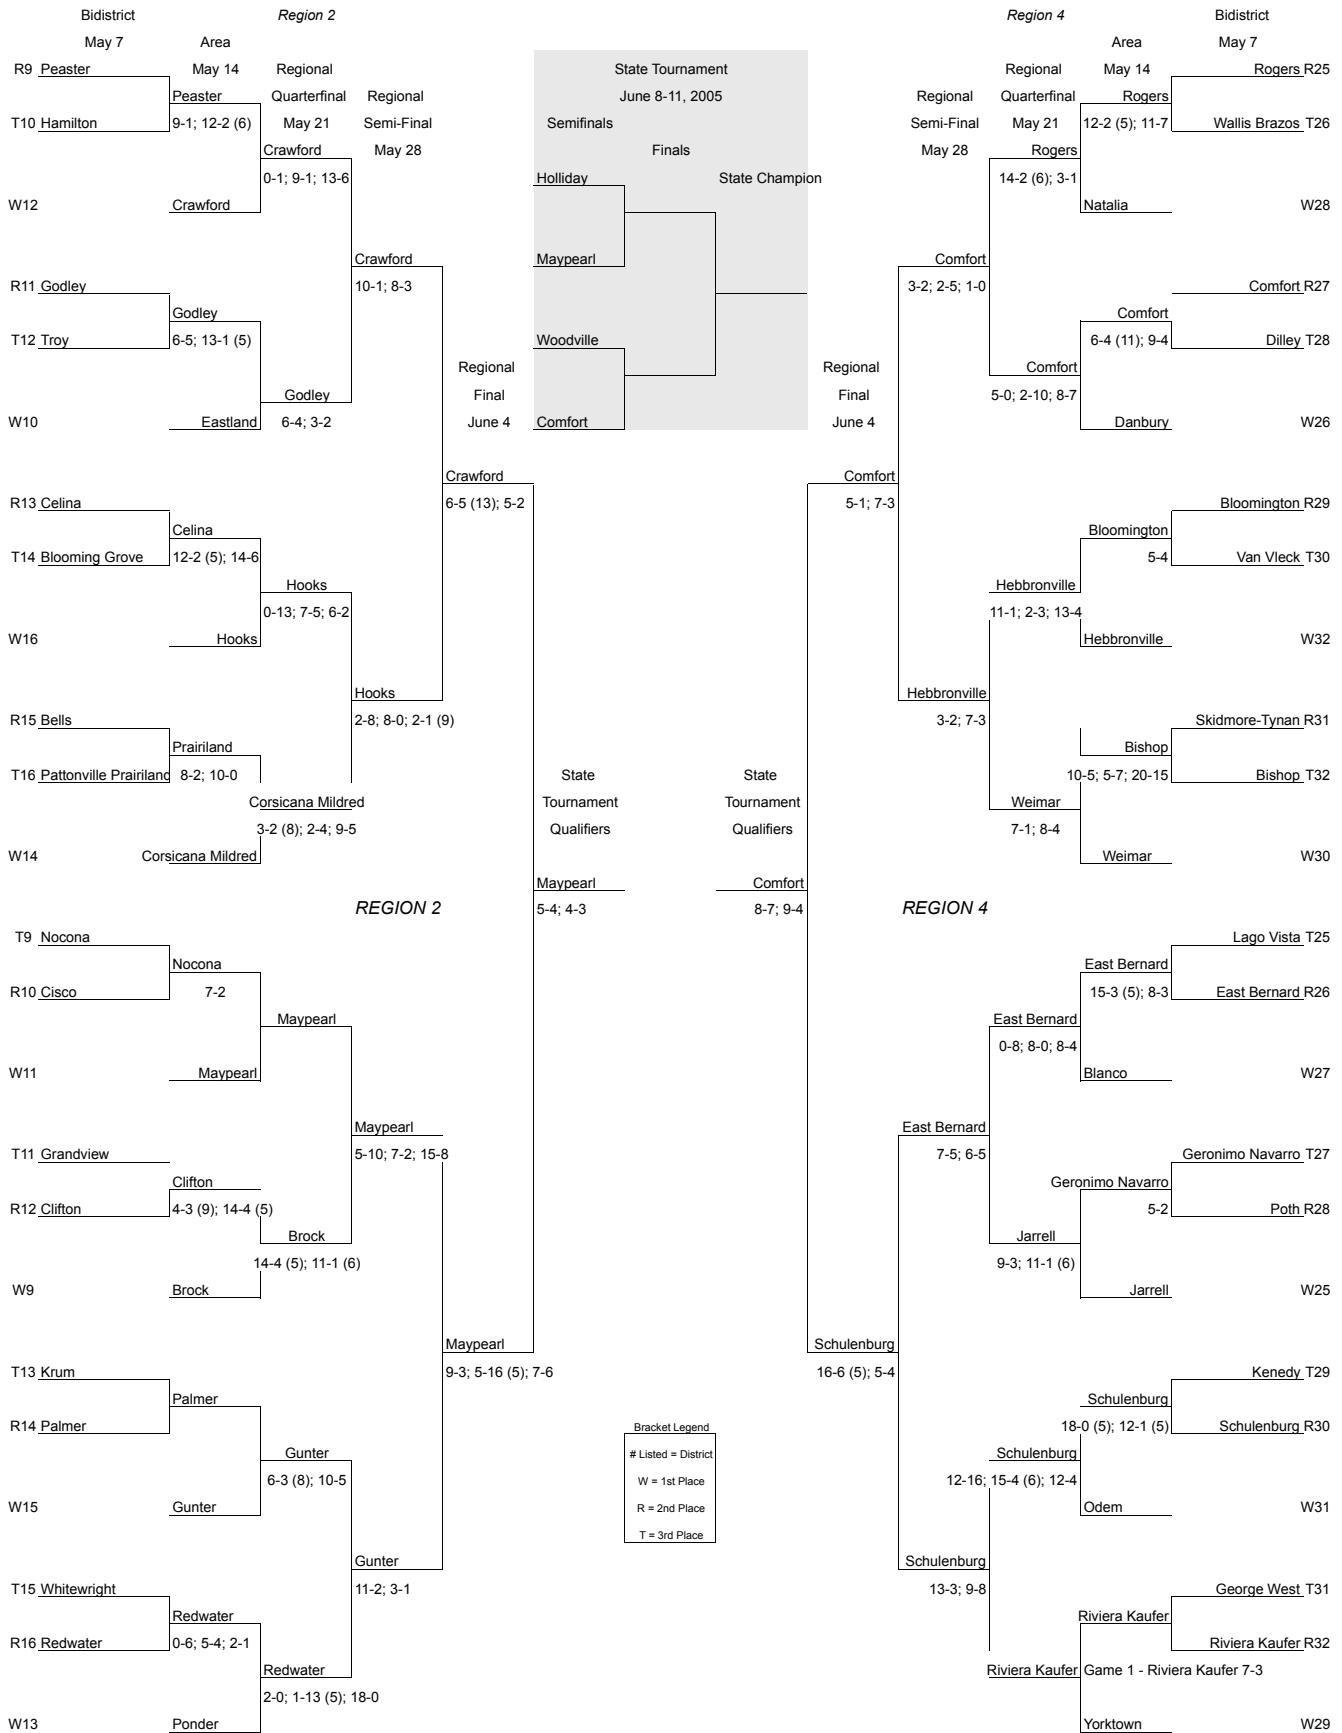 Bidistrict Region 2 Region 4 Bidistrict
May 7 Area Area May 7
R9 Peaster May 14 Regional State Tournament Regional May 14 Rogers R25
Peaster Quarterfinal Regional June 8-11, 2005 Regional Quarterfinal Rogers
T10 Hamilton 9-1; 12-2 (6) May 21 Semi-Final Semifinals Semi-Final May 21 12-2 (5); 11-7 Wallis Brazos T26
Crawford May 28 Finals May 28 Rogers
0-1; 9-1; 13-6 Holliday State Champion 14-2 (6); 3-1
W12 Crawford Natalia W28
Crawford Maypearl Comfort
R11 Godley 10-1; 8-3 3-2; 2-5; 1-0 Comfort R27
Godley Comfort
T12 Troy 6-5; 13-1 (5) Woodville 6-4 (11); 9-4 Dilley T28
Regional Regional Comfort
Godley Final Final 5-0; 2-10; 8-7
W10 Eastland 6-4; 3-2 June 4 Comfort June 4 Danbury W26
Crawford Comfort
R13 Celina 6-5 (13); 5-2 5-1; 7-3 Bloomington R29
Celina Bloomington
T14 Blooming Grove 12-2 (5); 14-6 5-4 Van Vleck T30
Hooks Hebbronville
0-13; 7-5; 6-2 11-1; 2-3; 13-4
W16 Hooks Hebbronville W32
Hooks Hebbronville
R15 Bells 2-8; 8-0; 2-1 (9) 3-2; 7-3 Skidmore-Tynan R31
Prairiland Bishop
T16 Pattonville Prairiland 8-2; 10-0 State State 10-5; 5-7; 20-15 Bishop T32
Corsicana Mildred Tournament Tournament Weimar
3-2 (8); 2-4; 9-5 Qualifiers Qualifiers 7-1; 8-4
W14 Corsicana Mildred Weimar W30
Maypearl Comfort
REGION 2 5-4; 4-3 8-7; 9-4 REGION 4
T9 Nocona Lago Vista T25
Nocona East Bernard
R10 Cisco 7-2 15-3 (5); 8-3 East Bernard R26
Maypearl East Bernard
0-8; 8-0; 8-4
W11 Maypearl Blanco W27
Maypearl East Bernard
T11 Grandview 5-10; 7-2; 15-8 7-5; 6-5 Geronimo Navarro T27
Clifton Geronimo Navarro
R12 Clifton 4-3 (9); 14-4 (5) 5-2 Poth R28
Brock Jarrell
14-4 (5); 11-1 (6) 9-3; 11-1 (6)
W9 Brock Jarrell W25
Maypearl Schulenburg
T13 Krum 9-3; 5-16 (5); 7-6 16-6 (5); 5-4 Kenedy T29
Palmer Schulenburg
R14 Palmer Bracket Legend 18-0 (5); 12-1 (5) Schulenburg R30
Gunter # Listed = District Schulenburg
6-3 (8); 10-5 W = 1st Place 12-16; 15-4 (6); 12-4
W15 Gunter R = 2nd Place Odem W31
T = 3rd Place
Gunter Schulenburg
T15 Whitewright 11-2; 3-1 13-3; 9-8 George West T31
Redwater Riviera Kaufer
R16 Redwater 0-6; 5-4; 2-1 Riviera Kaufer R32
Redwater Riviera Kaufer Game 1 - Riviera Kaufer 7-3
2-0; 1-13 (5); 18-0
W13 Ponder Yorktown W29